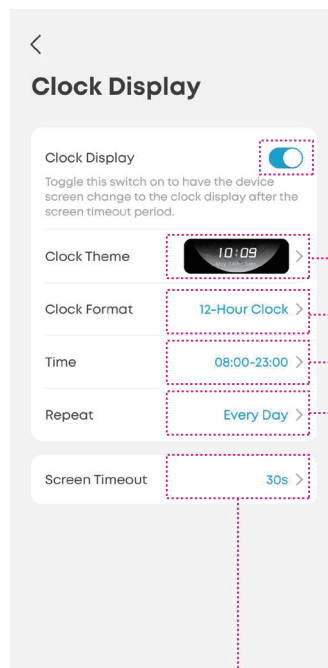 Clock Display
Clock Display
Toggle this switch on to have the device
screen change to the clock display after the
screen timeout period.
Clock Theme
10:09
Clock Format
12-Hour Clock
Time
08:00-23:00
Repeat
Every Day
Screen Timeout
30s